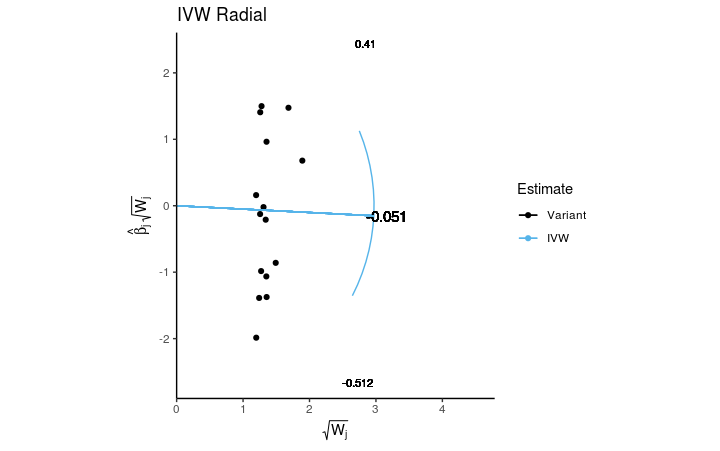 IVW Radial
0.41
2
1
0
-1
-2
β̂j√Wj
-0.051
-0.512
0 1 2 3 4
√Wj
Estimate
Variant
IVW